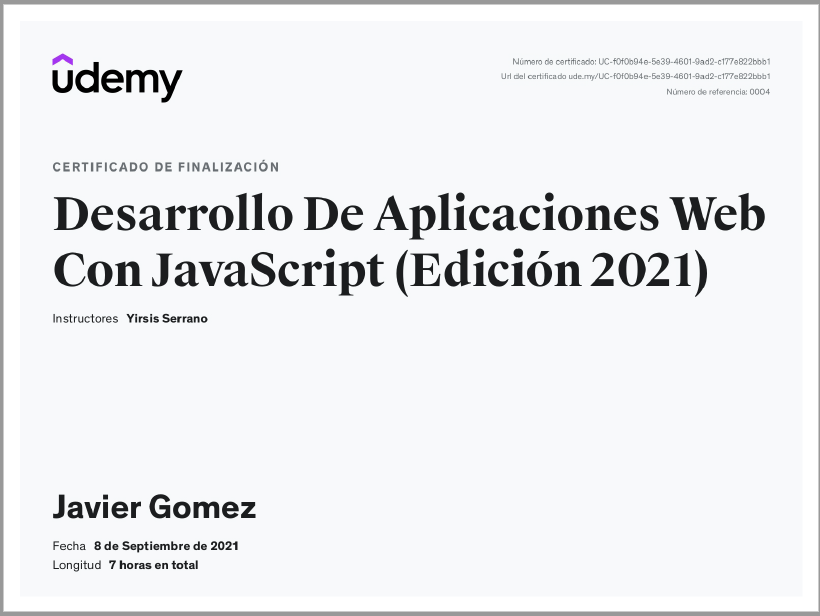 udemy
Número de certificado: UC-f0f0b94e-5e39-4601-9ad2-c177e822bbb1
Url del certificado ude.my/UC-f0f0b94e-5e39-4601-9ad2-c177e822bbb1
Número de referencia: 0004
CERTIFICADO DE FINALIZACIÓN
Desarrollo De Aplicaciones Web
Con JavaScript (Edición 2021)
Instructores Yirsis Serrano
Javier Gomez
Fecha 8 de Septiembre de 2021
Longitud 7 horas en total